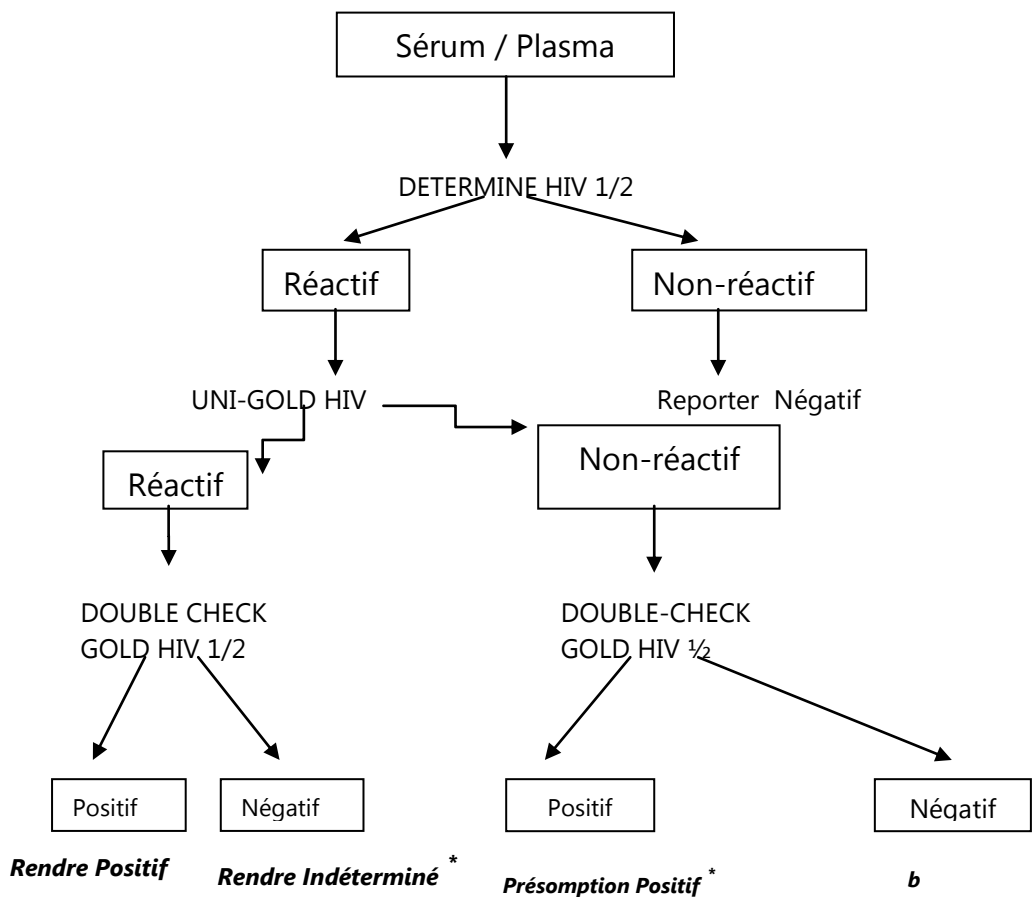 Sérum / Plasma
DETERMINE HIV 1/2
Réactif
Non-réactif
UNI-GOLD HIV
Reporter Négatif
Réactif
Non-réactif
DOUBLE CHECK
GOLD HIV 1/2
DOUBLE-CHECK
GOLD HIV ½
Positif
Négatif
Positif
Négatif
Rendre Positif
Rendre Indéterminé *
Présomption Positif *
b